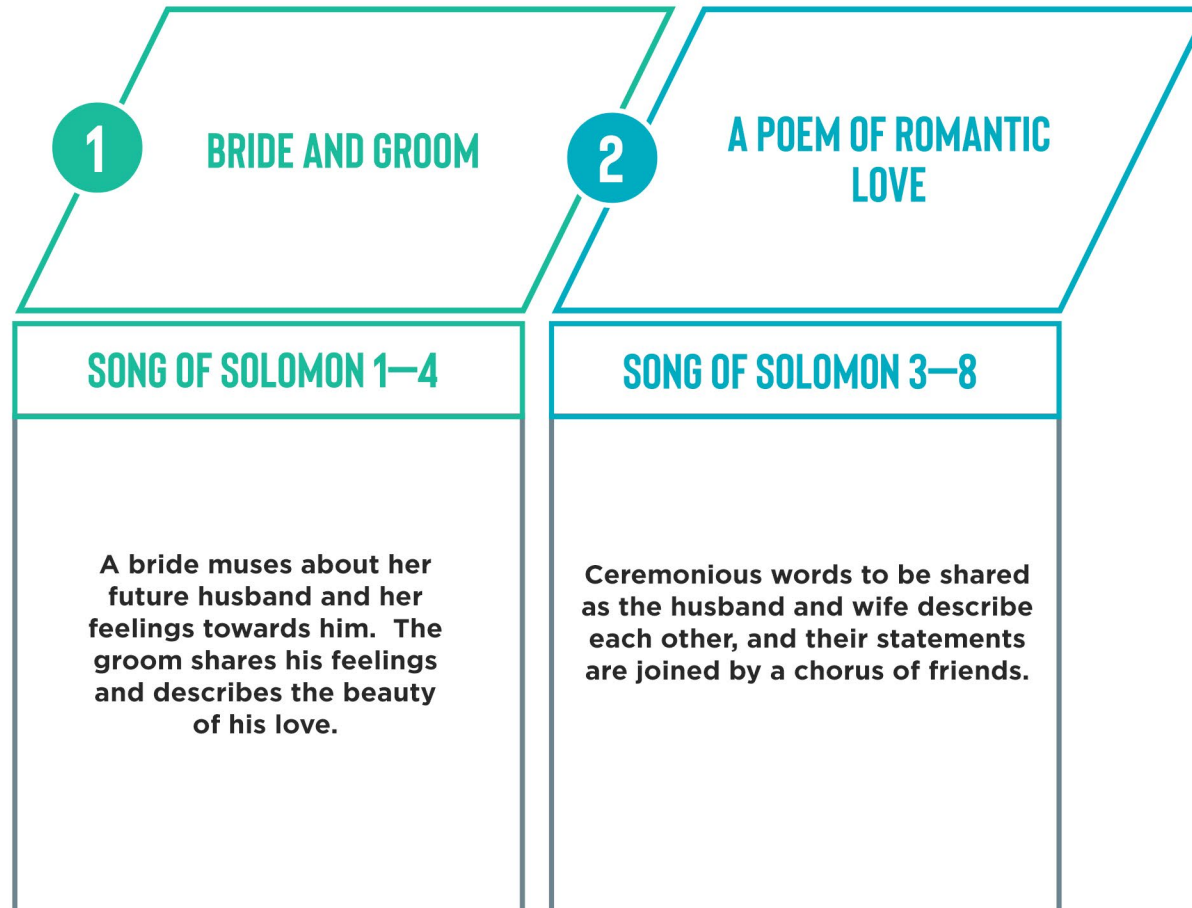 1
BRIDE AND GROOM
SONG OF SOLOMON 1—4
A bride muses about her
future husband and her
feelings towards him.  The
groom shares his feelings
and describes the beauty
of his love.
2
A POEM OF ROMANTIC
LOVE
SONG OF SOLOMON 3—8
Ceremonious words to be shared
as the husband and wife describe
each other, and their statements
are joined by a chorus of friends.